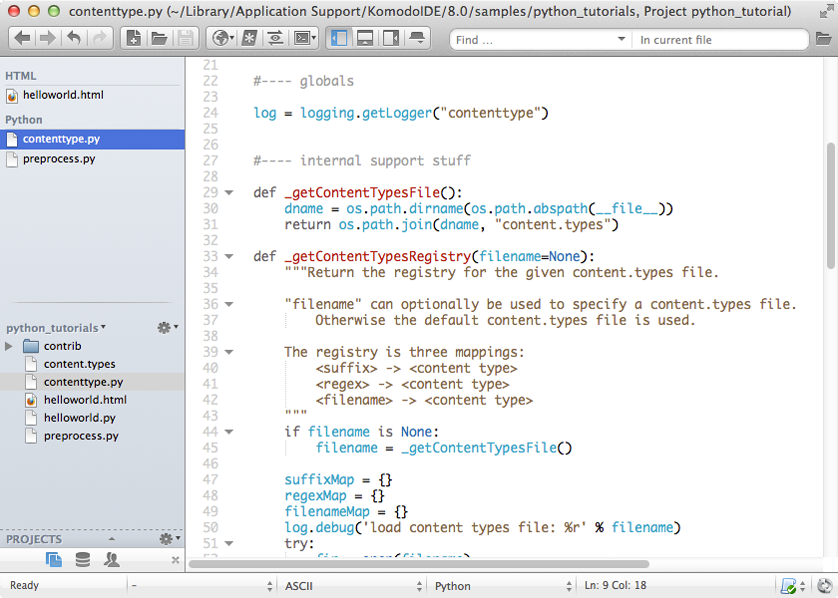 contenttype.py (~/Library/Application Support/KomodoIDE/8.0/samples/python_tutorials, Project python_tutorial)
Find ...
In current file
HTML
helloworld.html
Python
contenttype.py
preprocess.py
python_tutorials
contrib
content.types
contenttype.py
helloworld.html
helloworld.py
preprocess.py
PROJECTS
21
22 #---- globals
23
24 log = logging.getLogger("contenttype")
25
26
27 #---- internal support stuff
28
29 def _getContentTypesFile():
30 dname = os.path.dirname(os.path.abspath(__file__))
31 return os.path.join(dname, "content.types")
32
33 def _getContentTypesRegistry(filename=None):
34 """Return the registry for the given content.types file.
35
36 "filename" can optionally be used to specify a content.types file.
37 Otherwise the default content.types file is used.
38
39 The registry is three mappings:
40 <suffix> -> <content type>
41 <regex> -> <content type>
42 <filename> -> <content type>
43 """
44 if filename is None:
45 filename = _getContentTypesFile()
46
47 suffixMap = {}
48 regexMap = {}
49 filenameMap = {}
50 log.debug('load content types file: %r' % filename)
51 try:
Ready
-
ASCII
Python
Ln: 9 Col: 18